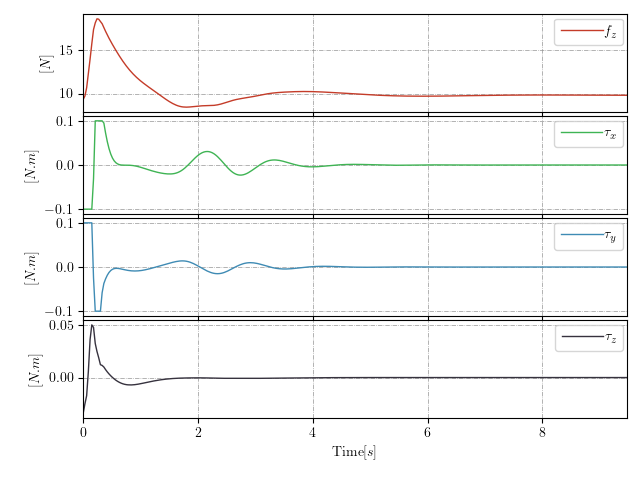 15
10
[N]
f_z
0.1
0.0
−0.1
[N.m]
τ_x
0.1
0.0
−0.1
[N.m]
τ_y
0.05
0.00
[N.m]
τ_z
0 2 4 6 8
Time[s]